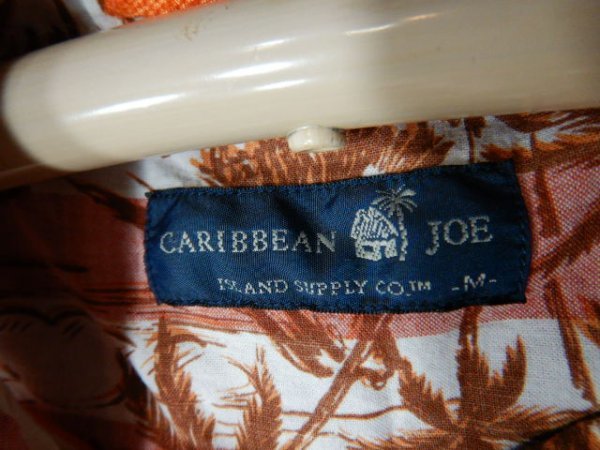 CARIBBEAN JOE
ISLAND SUPPLY CO.™ -M-